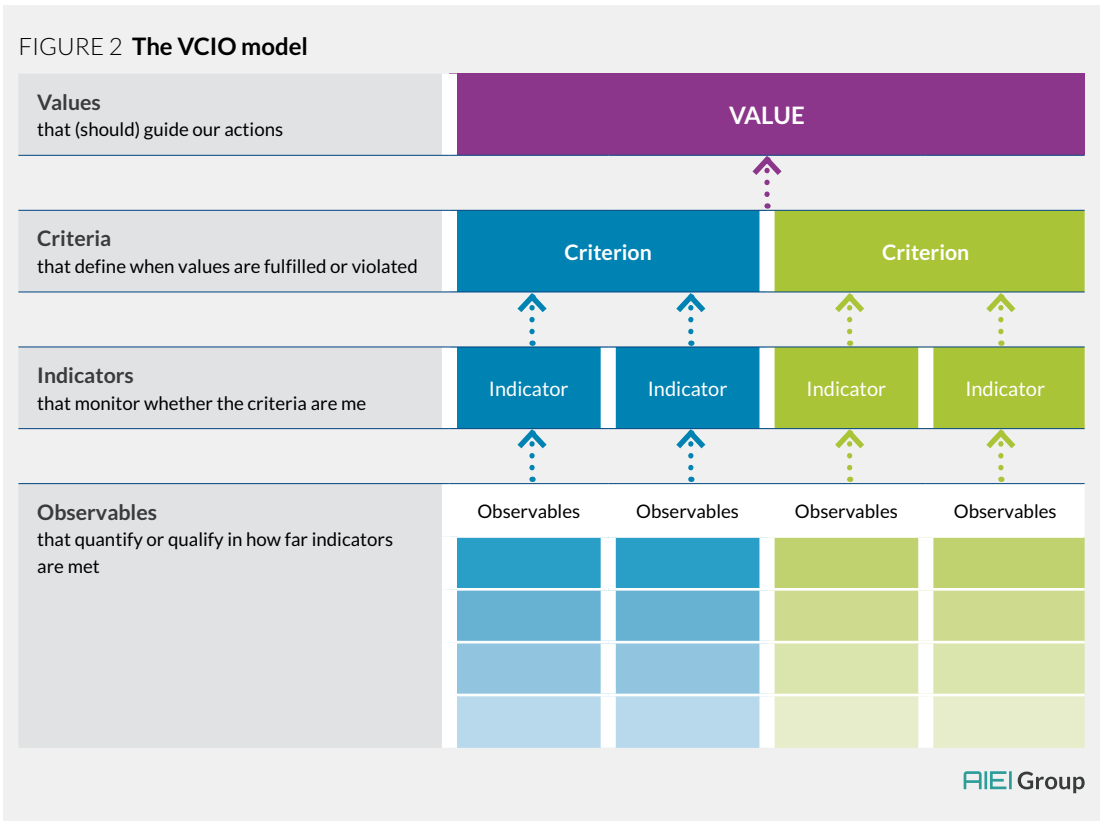 FIGURE 2 The VCIO model
Values
that (should) guide our actions
VALUE
Criteria
that define when values are fulfilled or violated
Criterion
Criterion
Indicators
that monitor whether the criteria are me
Indicator
Indicator
Indicator
Indicator
Observables
that quantify or qualify in how far indicators
are met
Observables
Observables
Observables
Observables
AIEI Group